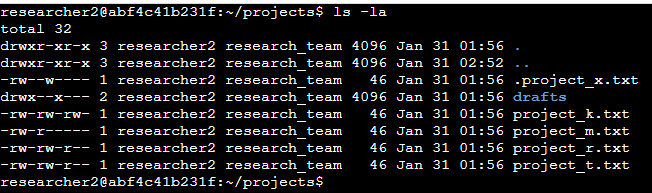 researcher2@abf4c41b231f:~/projects$ ls -la
total 32
drwxr-xr-x 3 researcher2 research_team 4096 Jan 31 01:56 .
drwxr-xr-x 3 researcher2 research_team 4096 Jan 31 02:52 ..
-rw--w---- 1 researcher2 research_team   46 Jan 31 01:56 .project_x.txt
drwx--x--- 2 researcher2 research_team 4096 Jan 31 01:56 drafts
-rw-rw-rw- 1 researcher2 research_team   46 Jan 31 01:56 project_k.txt
-rw-r----- 1 researcher2 research_team   46 Jan 31 01:56 project_m.txt
-rw-rw-r-- 1 researcher2 research_team   46 Jan 31 01:56 project_r.txt
-rw-rw-r-- 1 researcher2 research_team   46 Jan 31 01:56 project_t.txt
researcher2@abf4c41b231f:~/projects$